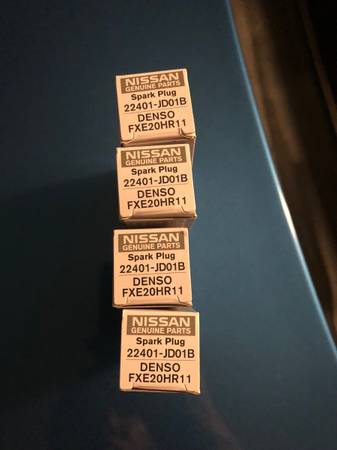 NISSAN
GENUINE PARTS
Spark Plug
22401-JD01B
DENSO
FXE20HR11
NISSAN
GENUINE PARTS
Spark Plug
22401-JD01B
DENSO
FXE20HR11
NISSAN
GENUINE PARTS
Spark Plug
22401-JD01B
DENSO
FXE20HR11
NISSAN
GENUINE PARTS
Spark Plug
22401-JD01B
DENSO
FXE20HR11